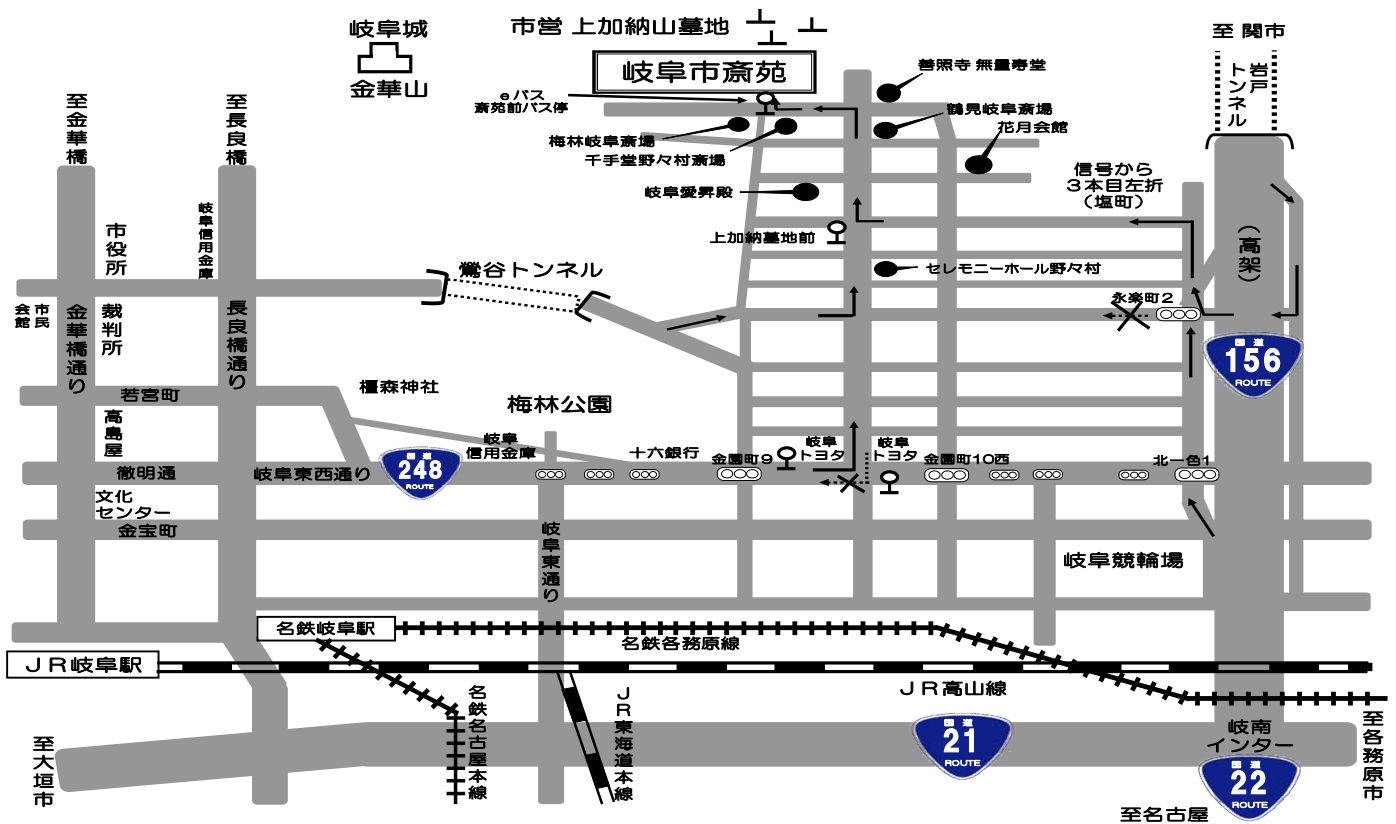 岐阜城
金華山
市営 上加納山墓地
岐阜市斎苑
eバス
斎苑前バス停
梅林岐阜斎場
千手堂野々村斎場
善照寺 無量寿堂
鶴見岐阜斎場
花月会館
至 関市
岩戸
トンネル
至金華橋
至長良橋
岐阜愛昇殿
信号から
3本目左折
(塩町)
市役所
岐阜信用金庫
上加納墓地前
(高架)
鶯谷トンネル
セレモニーホール野々村
市民
会館
金華橋通り
裁判所
長良橋通り
永楽町2
国道
156
ROUTE
若宮町
橿森神社
梅林公園
高島屋
岐阜
信用金庫
十六銀行
金園町9
岐阜
トヨタ
岐阜
トヨタ
金園町10西
北一色1
徹明通
岐阜東西通り
国道
248
ROUTE
文化
センター
金宝町
岐阜東通り
岐阜競輪場
名鉄岐阜駅
名鉄各務原線
JR岐阜駅
JR高山線
名鉄名古屋本線
JR東海道本線
至各務原市
至大垣市
国道
21
ROUTE
岐南
インター
国道
22
ROUTE
至名古屋